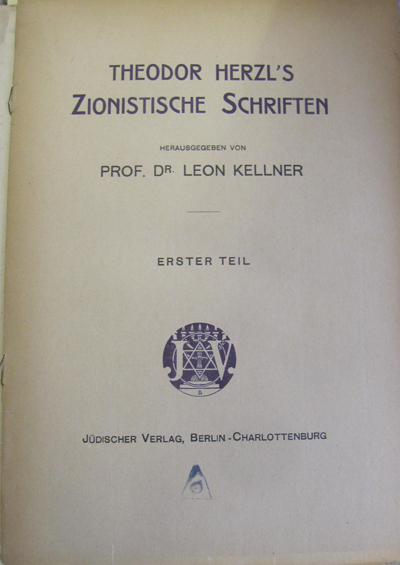 THEODOR HERZL'S
ZIONISTISCHE SCHRIFTEN
HERAUSGEGEBEN VON
PROF. DR. LEON KELLNER
ERSTER TEIL
J.V.
JÜDISCHER VERLAG, BERLIN-CHARLOTTENBURG